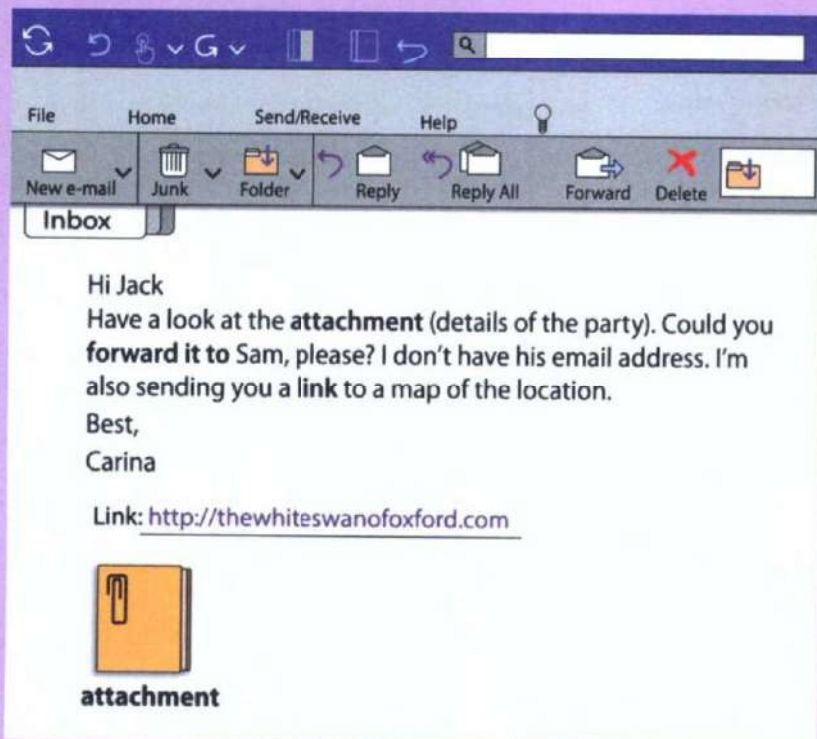 File Home Send/Receive Help
New e-mail Junk Folder Reply Reply All Forward Delete
Inbox
Hi Jack
Have a look at the attachment (details of the party). Could you
forward it to Sam, please? I don't have his email address. I'm
also sending you a link to a map of the location.
Best,
Carina
Link: http://thewhiteswanofoxford.com
attachment